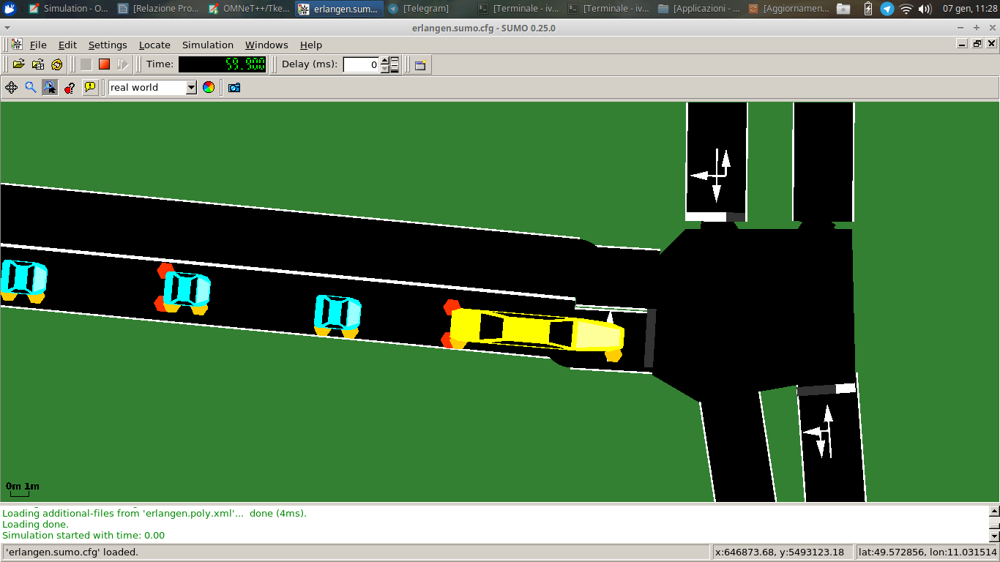 Simulation - O...
[Relazione Pro...
OMNeT++/Tke...
erlangen.sum...
[Telegram]
[Terminale - iv...
[Terminale - iv...
[Applicazioni - ...
[Aggiornamen...
07 gen, 11:28
erlangen.sumo.cfg - SUMO 0.25.0
File Edit Settings Locate Simulation Windows Help
Time: 59.900 Delay (ms): 0
real world
0m 1m
Loading additional-files from 'erlangen.poly.xml'... done (4ms).
Loading done.
Simulation started with time: 0.00
'erlangen.sumo.cfg' loaded.
x:646873.68, y:5493123.18
lat:49.572856, lon:11.031514